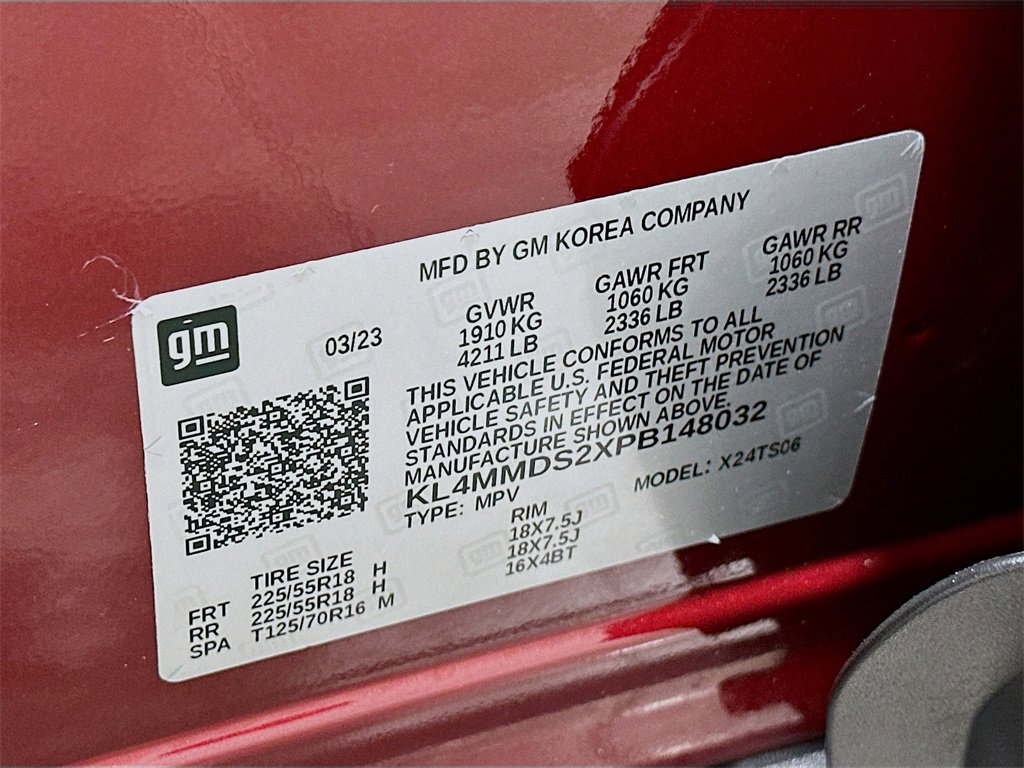 MFD BY GM KOREA COMPANY
gm
03/23
GVWR
1910 KG
4211 LB
GAWR FRT
1060 KG
2336 LB
GAWR RR
1060 KG
2336 LB
THIS VEHICLE CONFORMS TO ALL
APPLICABLE U.S. FEDERAL MOTOR
VEHICLE SAFETY AND THEFT PREVENTION
STANDARDS IN EFFECT ON THE DATE OF
MANUFACTURE SHOWN ABOVE.
KL4MMDS2XPB148032
TYPE: MPV MODEL: X24TS06
TIRE SIZE RIM
FRT 225/55R18 H 18X7.5J
RR 225/55R18 H 18X7.5J
SPA T125/70R16 M 16X4BT